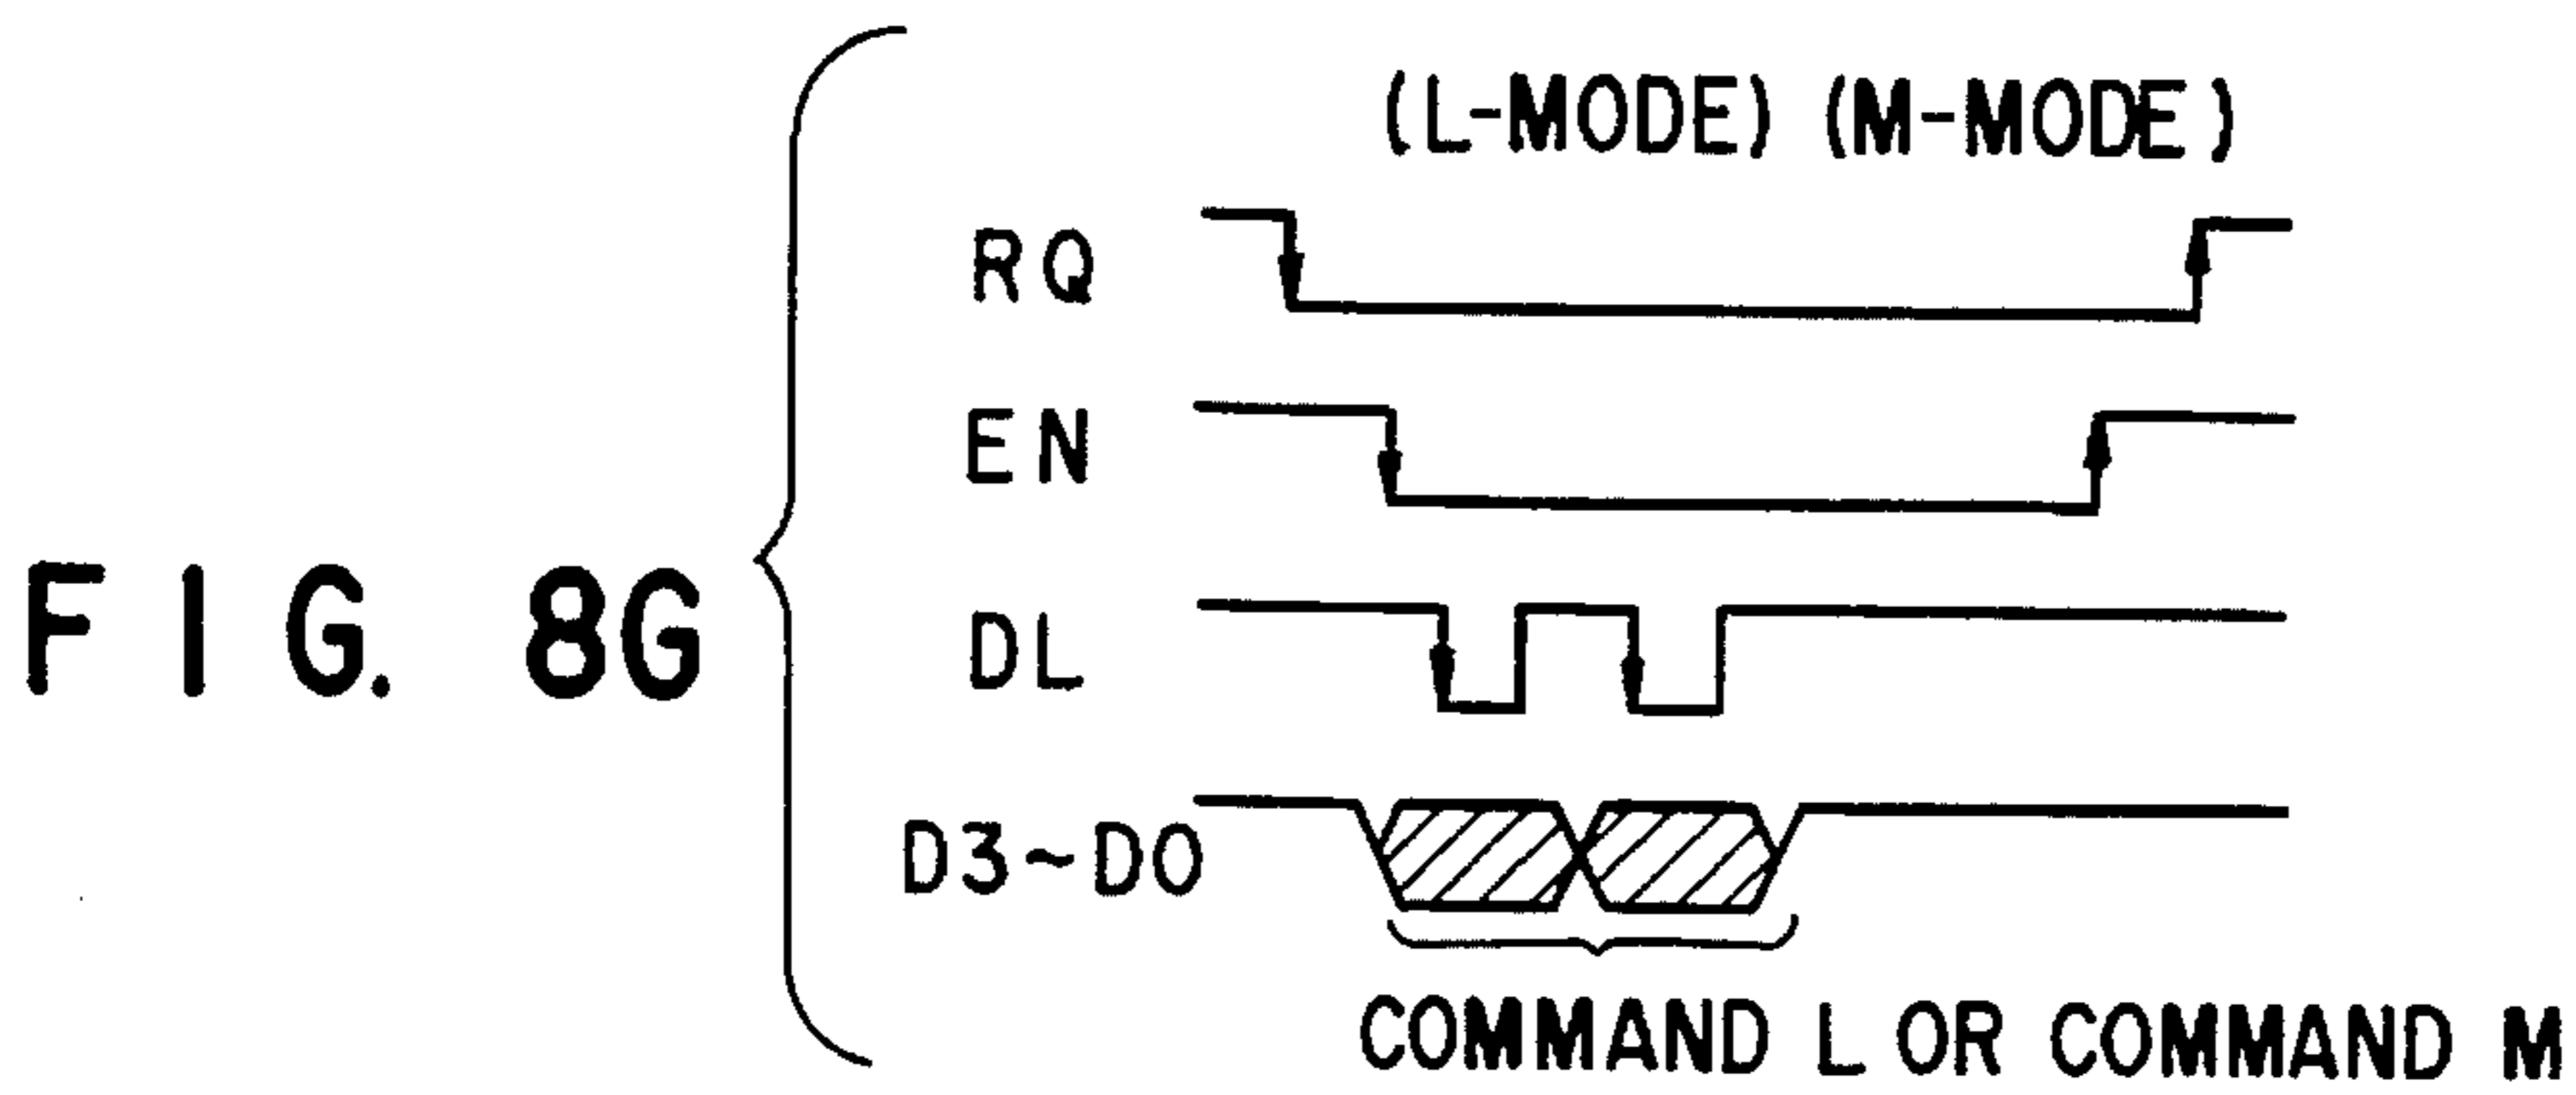 (L-MODE) (M-MODE)
RQ
EN
FIG. 8G
DL
D3~D0
COMMAND L OR COMMAND M